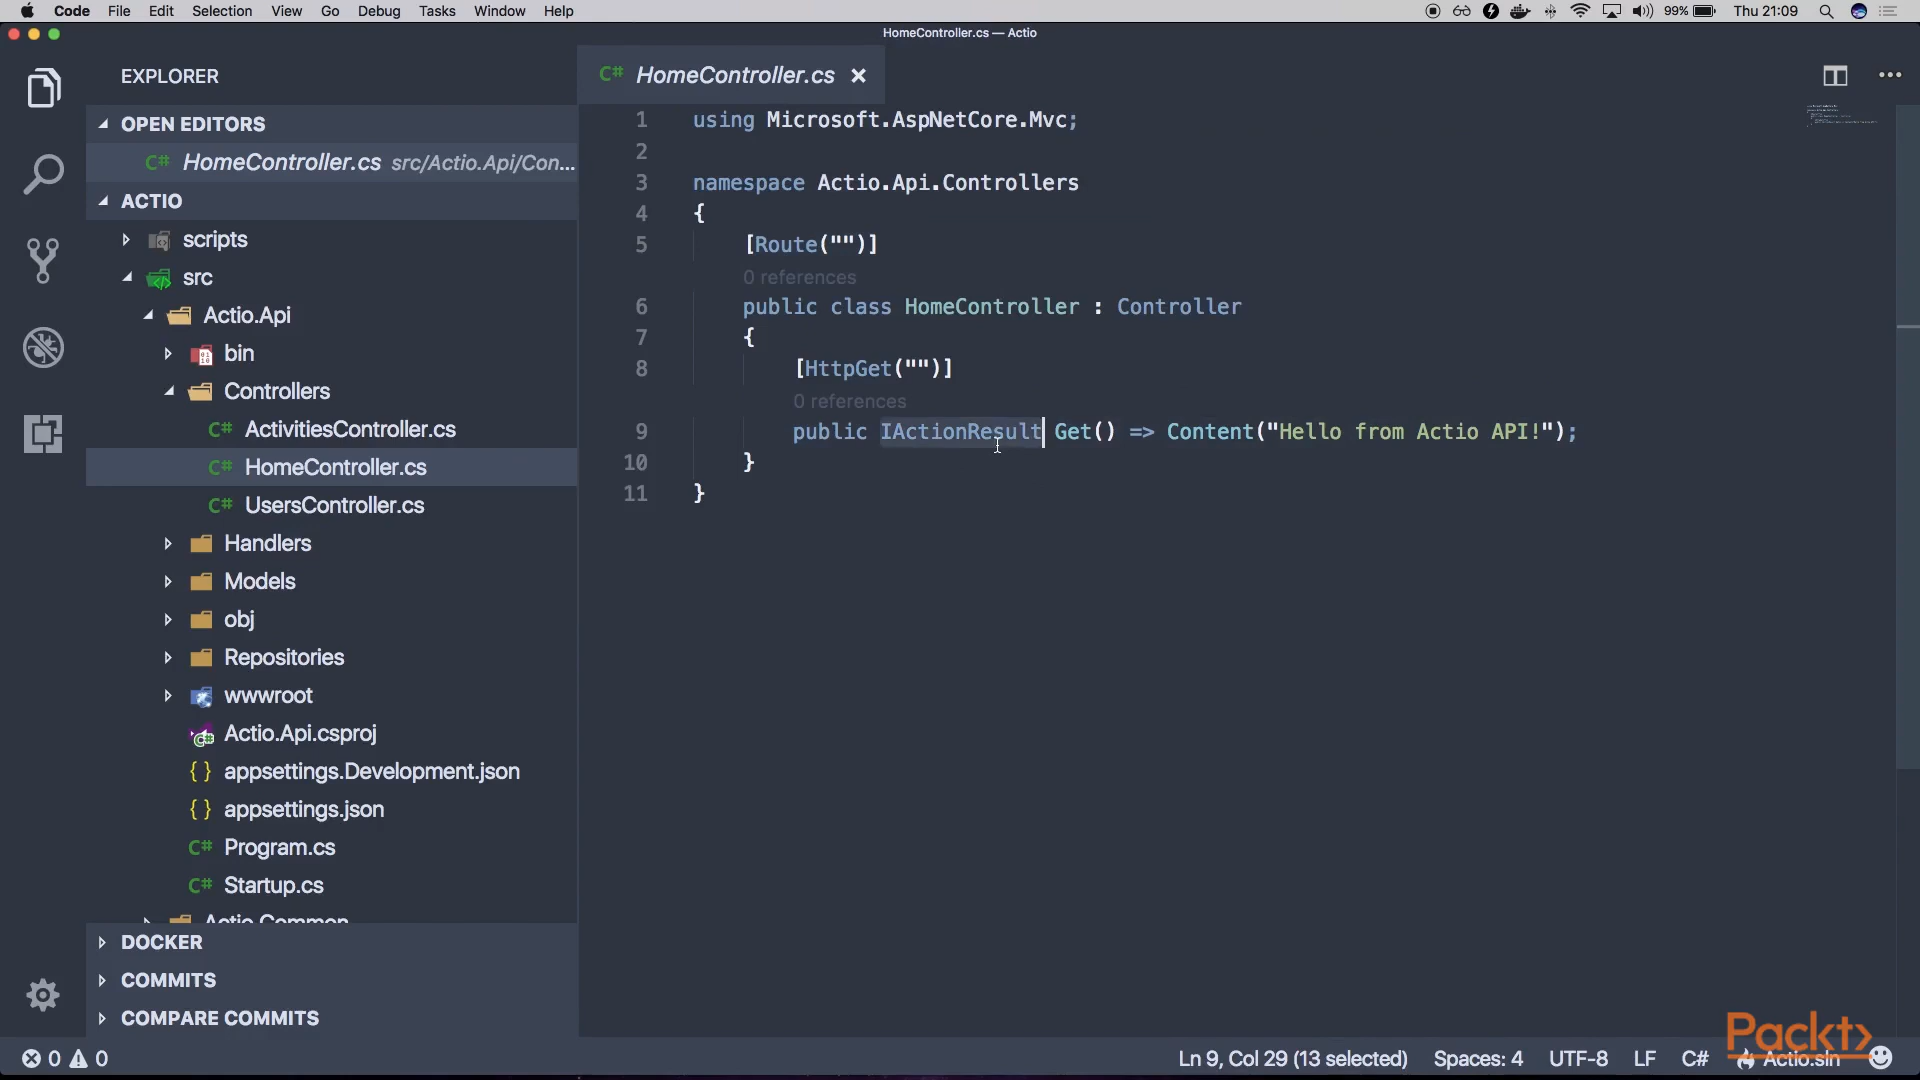 Code File Edit Selection View Go Debug Tasks Window Help 99% Thu 21:09
HomeController.cs — Actio
EXPLORER
OPEN EDITORS
C# HomeController.cs src/Actio.Api/Con...
ACTIO
scripts
src
Actio.Api
bin
Controllers
C# ActivitiesController.cs
C# HomeController.cs
C# UsersController.cs
Handlers
Models
obj
Repositories
wwwroot
Actio.Api.csproj
{ } appsettings.Development.json
{ } appsettings.json
C# Program.cs
C# Startup.cs
Actio.Common
DOCKER
COMMITS
COMPARE COMMITS
C# HomeController.cs
1 using Microsoft.AspNetCore.Mvc;
2
3 namespace Actio.Api.Controllers
4 {
5 [Route("")]
0 references
6 public class HomeController : Controller
7 {
8 [HttpGet("")]
0 references
9 public IActionResult Get() => Content("Hello from Actio API!");
10 }
11 }
Packt>
0 0 Ln 9, Col 29 (13 selected) Spaces: 4 UTF-8 LF C# Actio.sln